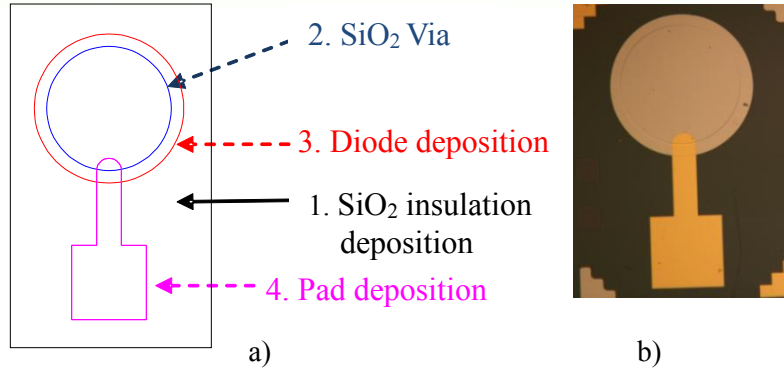 2. SiO₂ Via
3. Diode deposition
1. SiO₂ insulation
deposition
4. Pad deposition
a)
b)